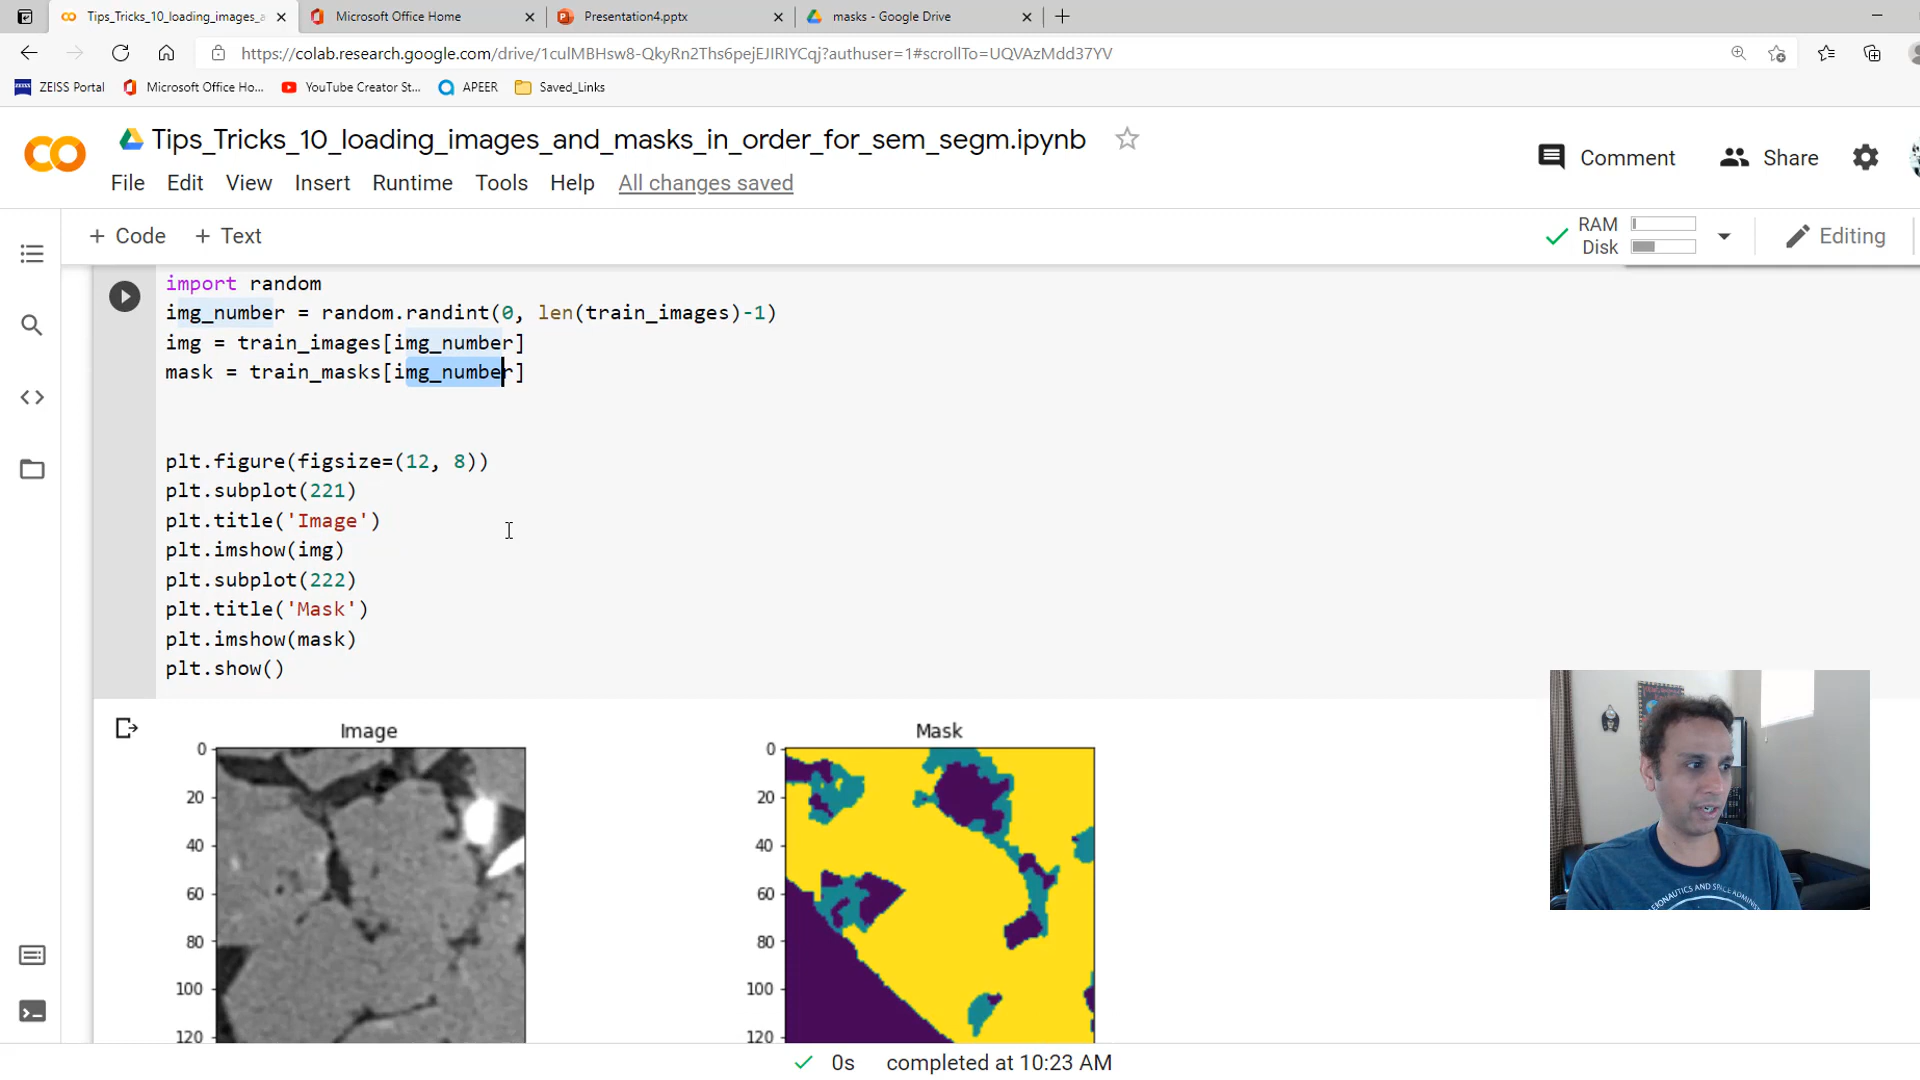 Tips_Tricks_10_loading_images_a
Microsoft Office Home
Presentation4.pptx
masks - Google Drive
https://colab.research.google.com/drive/1culMBHsw8-QkyRn2Ths6pejEJIRIYCqj?authuser=1#scrollTo=UQVAzMdd37YV
ZEISS Portal
Microsoft Office Ho...
YouTube Creator St...
APEER
Saved_Links
Tips_Tricks_10_loading_images_and_masks_in_order_for_sem_segm.ipynb
Comment
Share
File Edit View Insert Runtime Tools Help All changes saved
+ Code + Text
RAM
Disk
Editing
import random
img_number = random.randint(0, len(train_images)-1)
img = train_images[img_number]
mask = train_masks[img_number]
plt.figure(figsize=(12, 8))
plt.subplot(221)
plt.title('Image')
plt.imshow(img)
plt.subplot(222)
plt.title('Mask')
plt.imshow(mask)
plt.show()
Image
0
20
40
60
80
100
120
Mask
0
20
40
60
80
100
120
0s completed at 10:23 AM